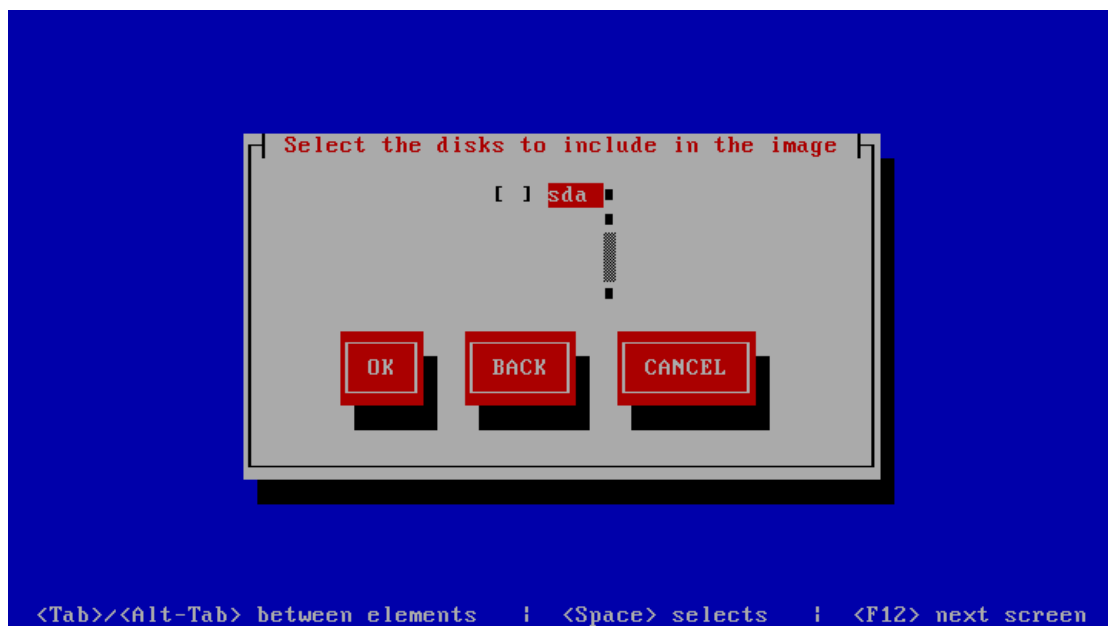 Select the disks to include in the image
[ ] sda
OK BACK CANCEL
<Tab>/<Alt-Tab> between elements | <Space> selects | <F12> next screen